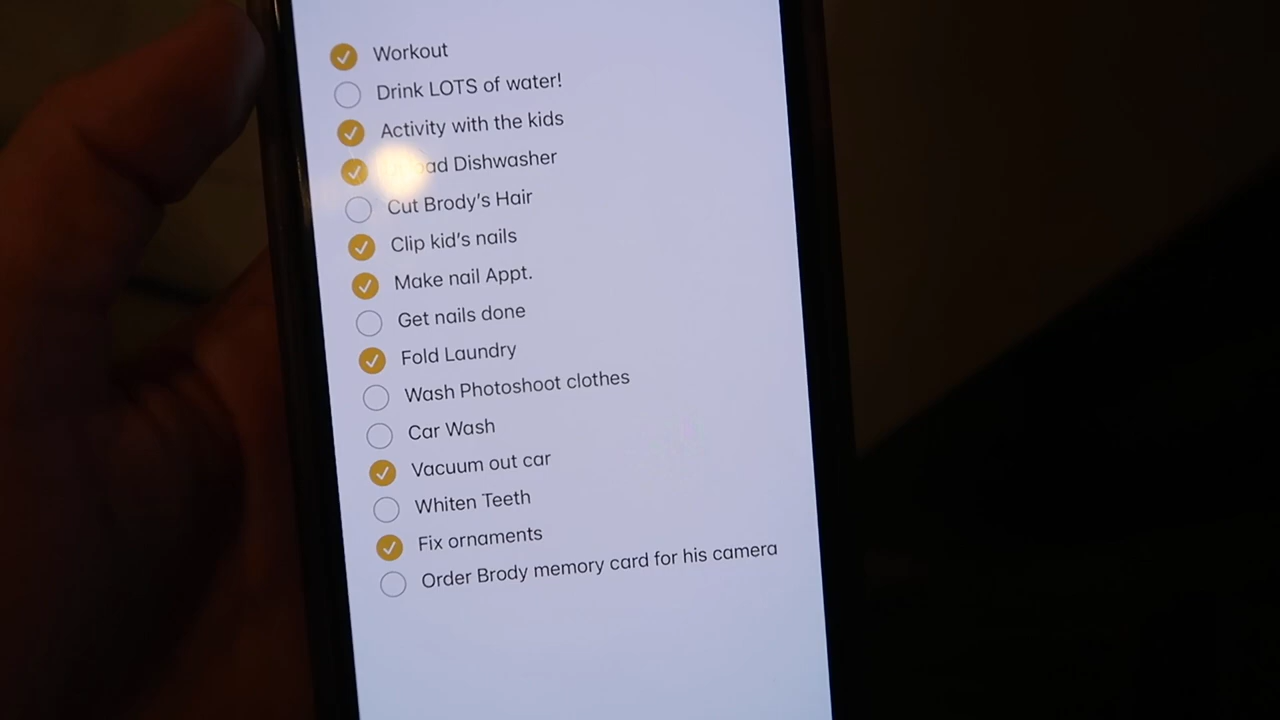 Workout
Drink LOTS of water!
Activity with the kids
Dishwasher
Cut Brody's Hair
Clip kid's nails
Make nail Appt.
Get nails done
Fold Laundry
Wash Photoshoot clothes
Car Wash
Vacuum out car
Whiten Teeth
Fix ornaments
Order Brody memory card for his camera